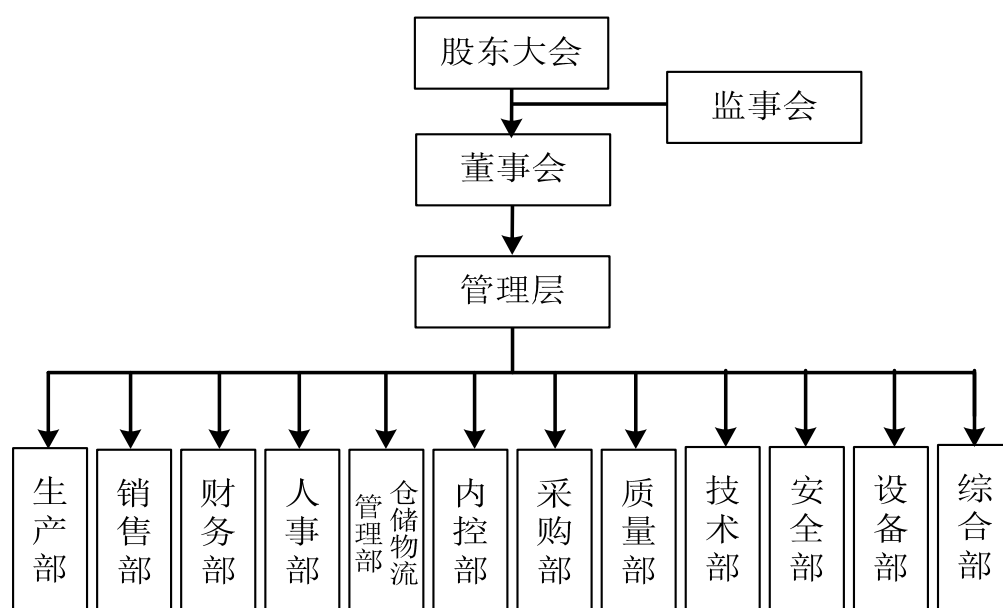 股东大会
监事会
董事会
管理层
生产部
销售部
财务部
人事部
仓储物流
管理部
内控部
采购部
质量部
技术部
安全部
设备部
综合部